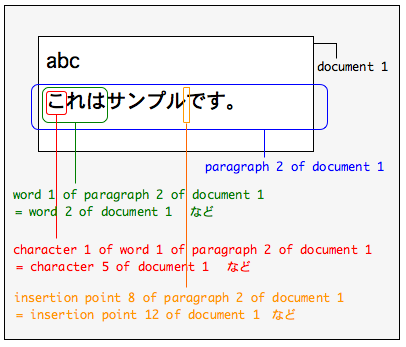 abc
document 1
これはサンプルです。
paragraph 2 of document 1
word 1 of paragraph 2 of document 1
= word 2 of document 1 など
character 1 of word 1 of paragraph 2 of document 1
= character 5 of document 1 など
insertion point 8 of paragraph 2 of document 1
= insertion point 12 of document 1 など